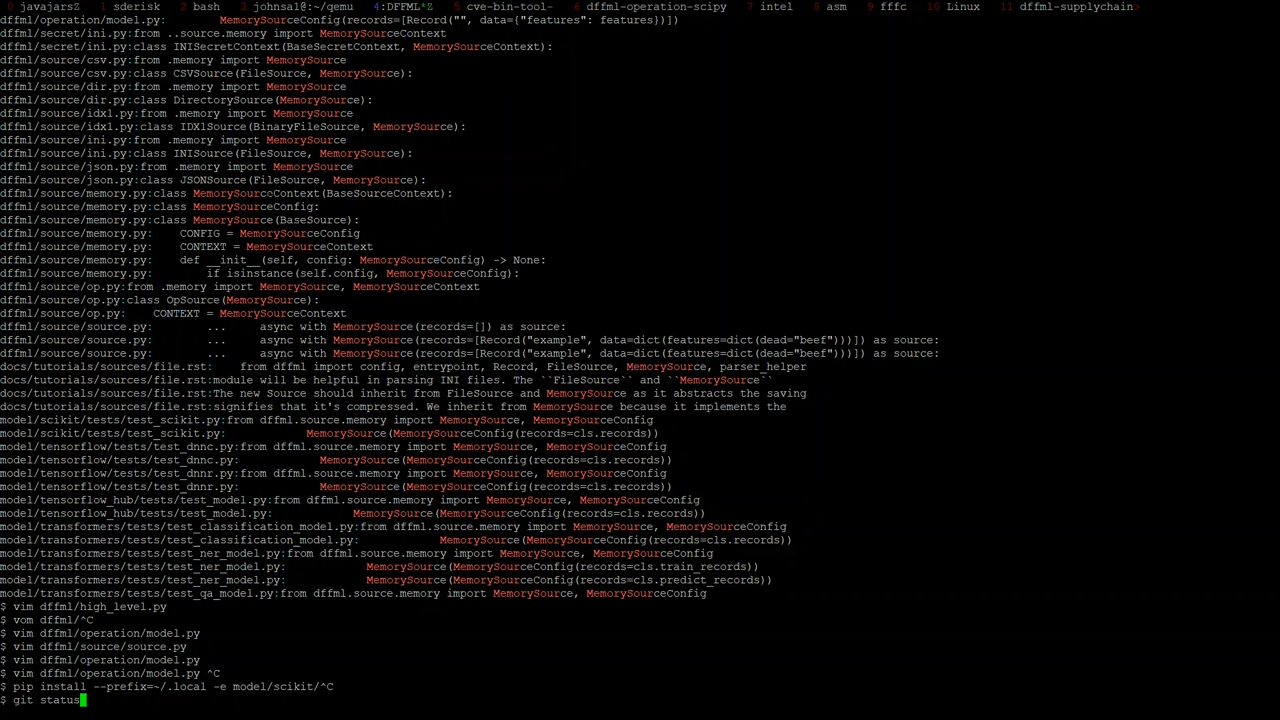 0 javajarsZ 1 sderisk 2 bash 3 johnsal@:~/qemu 4:DFFML*Z 5 cve-bin-tool- 6 dffml-operation-scipy 7 intel 8 asm 9 fffc 10 Linux 11 dffml-supplychain>
dffml/operation/model.py:        MemorySourceConfig(records=[Record("", data={"features": features})])
dffml/secret/ini.py:from ..source.memory import MemorySourceContext
dffml/secret/ini.py:class INISecretContext(BaseSecretContext, MemorySourceContext):
dffml/source/csv.py:from .memory import MemorySource
dffml/source/csv.py:class CSVSource(FileSource, MemorySource):
dffml/source/dir.py:from .memory import MemorySource
dffml/source/dir.py:class DirectorySource(MemorySource):
dffml/source/idx1.py:from .memory import MemorySource
dffml/source/idx1.py:class IDX1Source(BinaryFileSource, MemorySource):
dffml/source/ini.py:from .memory import MemorySource
dffml/source/ini.py:class INISource(FileSource, MemorySource):
dffml/source/json.py:from .memory import MemorySource
dffml/source/json.py:class JSONSource(FileSource, MemorySource):
dffml/source/memory.py:class MemorySourceContext(BaseSourceContext):
dffml/source/memory.py:class MemorySourceConfig:
dffml/source/memory.py:class MemorySource(BaseSource):
dffml/source/memory.py:    CONFIG = MemorySourceConfig
dffml/source/memory.py:    CONTEXT = MemorySourceContext
dffml/source/memory.py:    def __init__(self, config: MemorySourceConfig) -> None:
dffml/source/memory.py:        if isinstance(self.config, MemorySourceConfig):
dffml/source/op.py:from .memory import MemorySource, MemorySourceContext
dffml/source/op.py:class OpSource(MemorySource):
dffml/source/op.py:    CONTEXT = MemorySourceContext
dffml/source/source.py:        ...     async with MemorySource(records=[]) as source:
dffml/source/source.py:        ...     async with MemorySource(records=[Record("example", data=dict(features=dict(dead="beef")))]) as source:
dffml/source/source.py:        ...     async with MemorySource(records=[Record("example", data=dict(features=dict(dead="beef")))]) as source:
docs/tutorials/sources/file.rst:    from dffml import config, entrypoint, Record, FileSource, MemorySource, parser_helper
docs/tutorials/sources/file.rst:module will be helpful in parsing INI files. The ``FileSource`` and ``MemorySource``
docs/tutorials/sources/file.rst:The new Source should inherit from FileSource and MemorySource as it abstracts the saving
docs/tutorials/sources/file.rst:signifies that it's compressed. We inherit from MemorySource because it implements the
model/scikit/tests/test_scikit.py:from dffml.source.memory import MemorySource, MemorySourceConfig
model/scikit/tests/test_scikit.py:            MemorySource(MemorySourceConfig(records=cls.records))
model/tensorflow/tests/test_dnnc.py:from dffml.source.memory import MemorySource, MemorySourceConfig
model/tensorflow/tests/test_dnnc.py:            MemorySource(MemorySourceConfig(records=cls.records))
model/tensorflow/tests/test_dnnr.py:from dffml.source.memory import MemorySource, MemorySourceConfig
model/tensorflow/tests/test_dnnr.py:            MemorySource(MemorySourceConfig(records=cls.records))
model/tensorflow_hub/tests/test_model.py:from dffml.source.memory import MemorySource, MemorySourceConfig
model/tensorflow_hub/tests/test_model.py:            MemorySource(MemorySourceConfig(records=cls.records))
model/transformers/tests/test_classification_model.py:from dffml.source.memory import MemorySource, MemorySourceConfig
model/transformers/tests/test_classification_model.py:            MemorySource(MemorySourceConfig(records=cls.records))
model/transformers/tests/test_ner_model.py:from dffml.source.memory import MemorySource, MemorySourceConfig
model/transformers/tests/test_ner_model.py:            MemorySource(MemorySourceConfig(records=cls.train_records))
model/transformers/tests/test_ner_model.py:            MemorySource(MemorySourceConfig(records=cls.predict_records))
model/transformers/tests/test_qa_model.py:from dffml.source.memory import MemorySource, MemorySourceConfig
$ vim dffml/high_level.py
$ vom dffml/^C
$ vim dffml/operation/model.py
$ vim dffml/source/source.py
$ vim dffml/operation/model.py
$ vim dffml/operation/model.py ^C
$ pip install --prefix=~/.local -e model/scikit/^C
$ git status